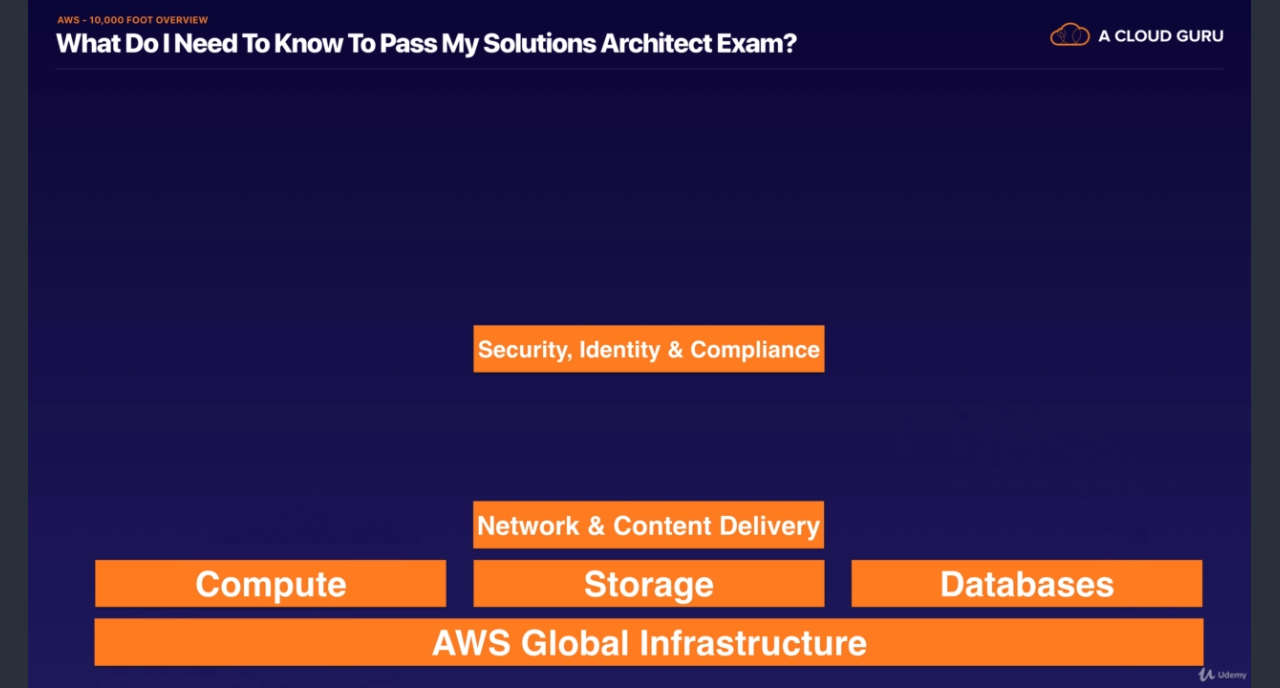 AWS - 10,000 FOOT OVERVIEW
What Do I Need To Know To Pass My Solutions Architect Exam?
A CLOUD GURU
Security, Identity & Compliance
Network & Content Delivery
Compute
Storage
Databases
AWS Global Infrastructure
Udemy